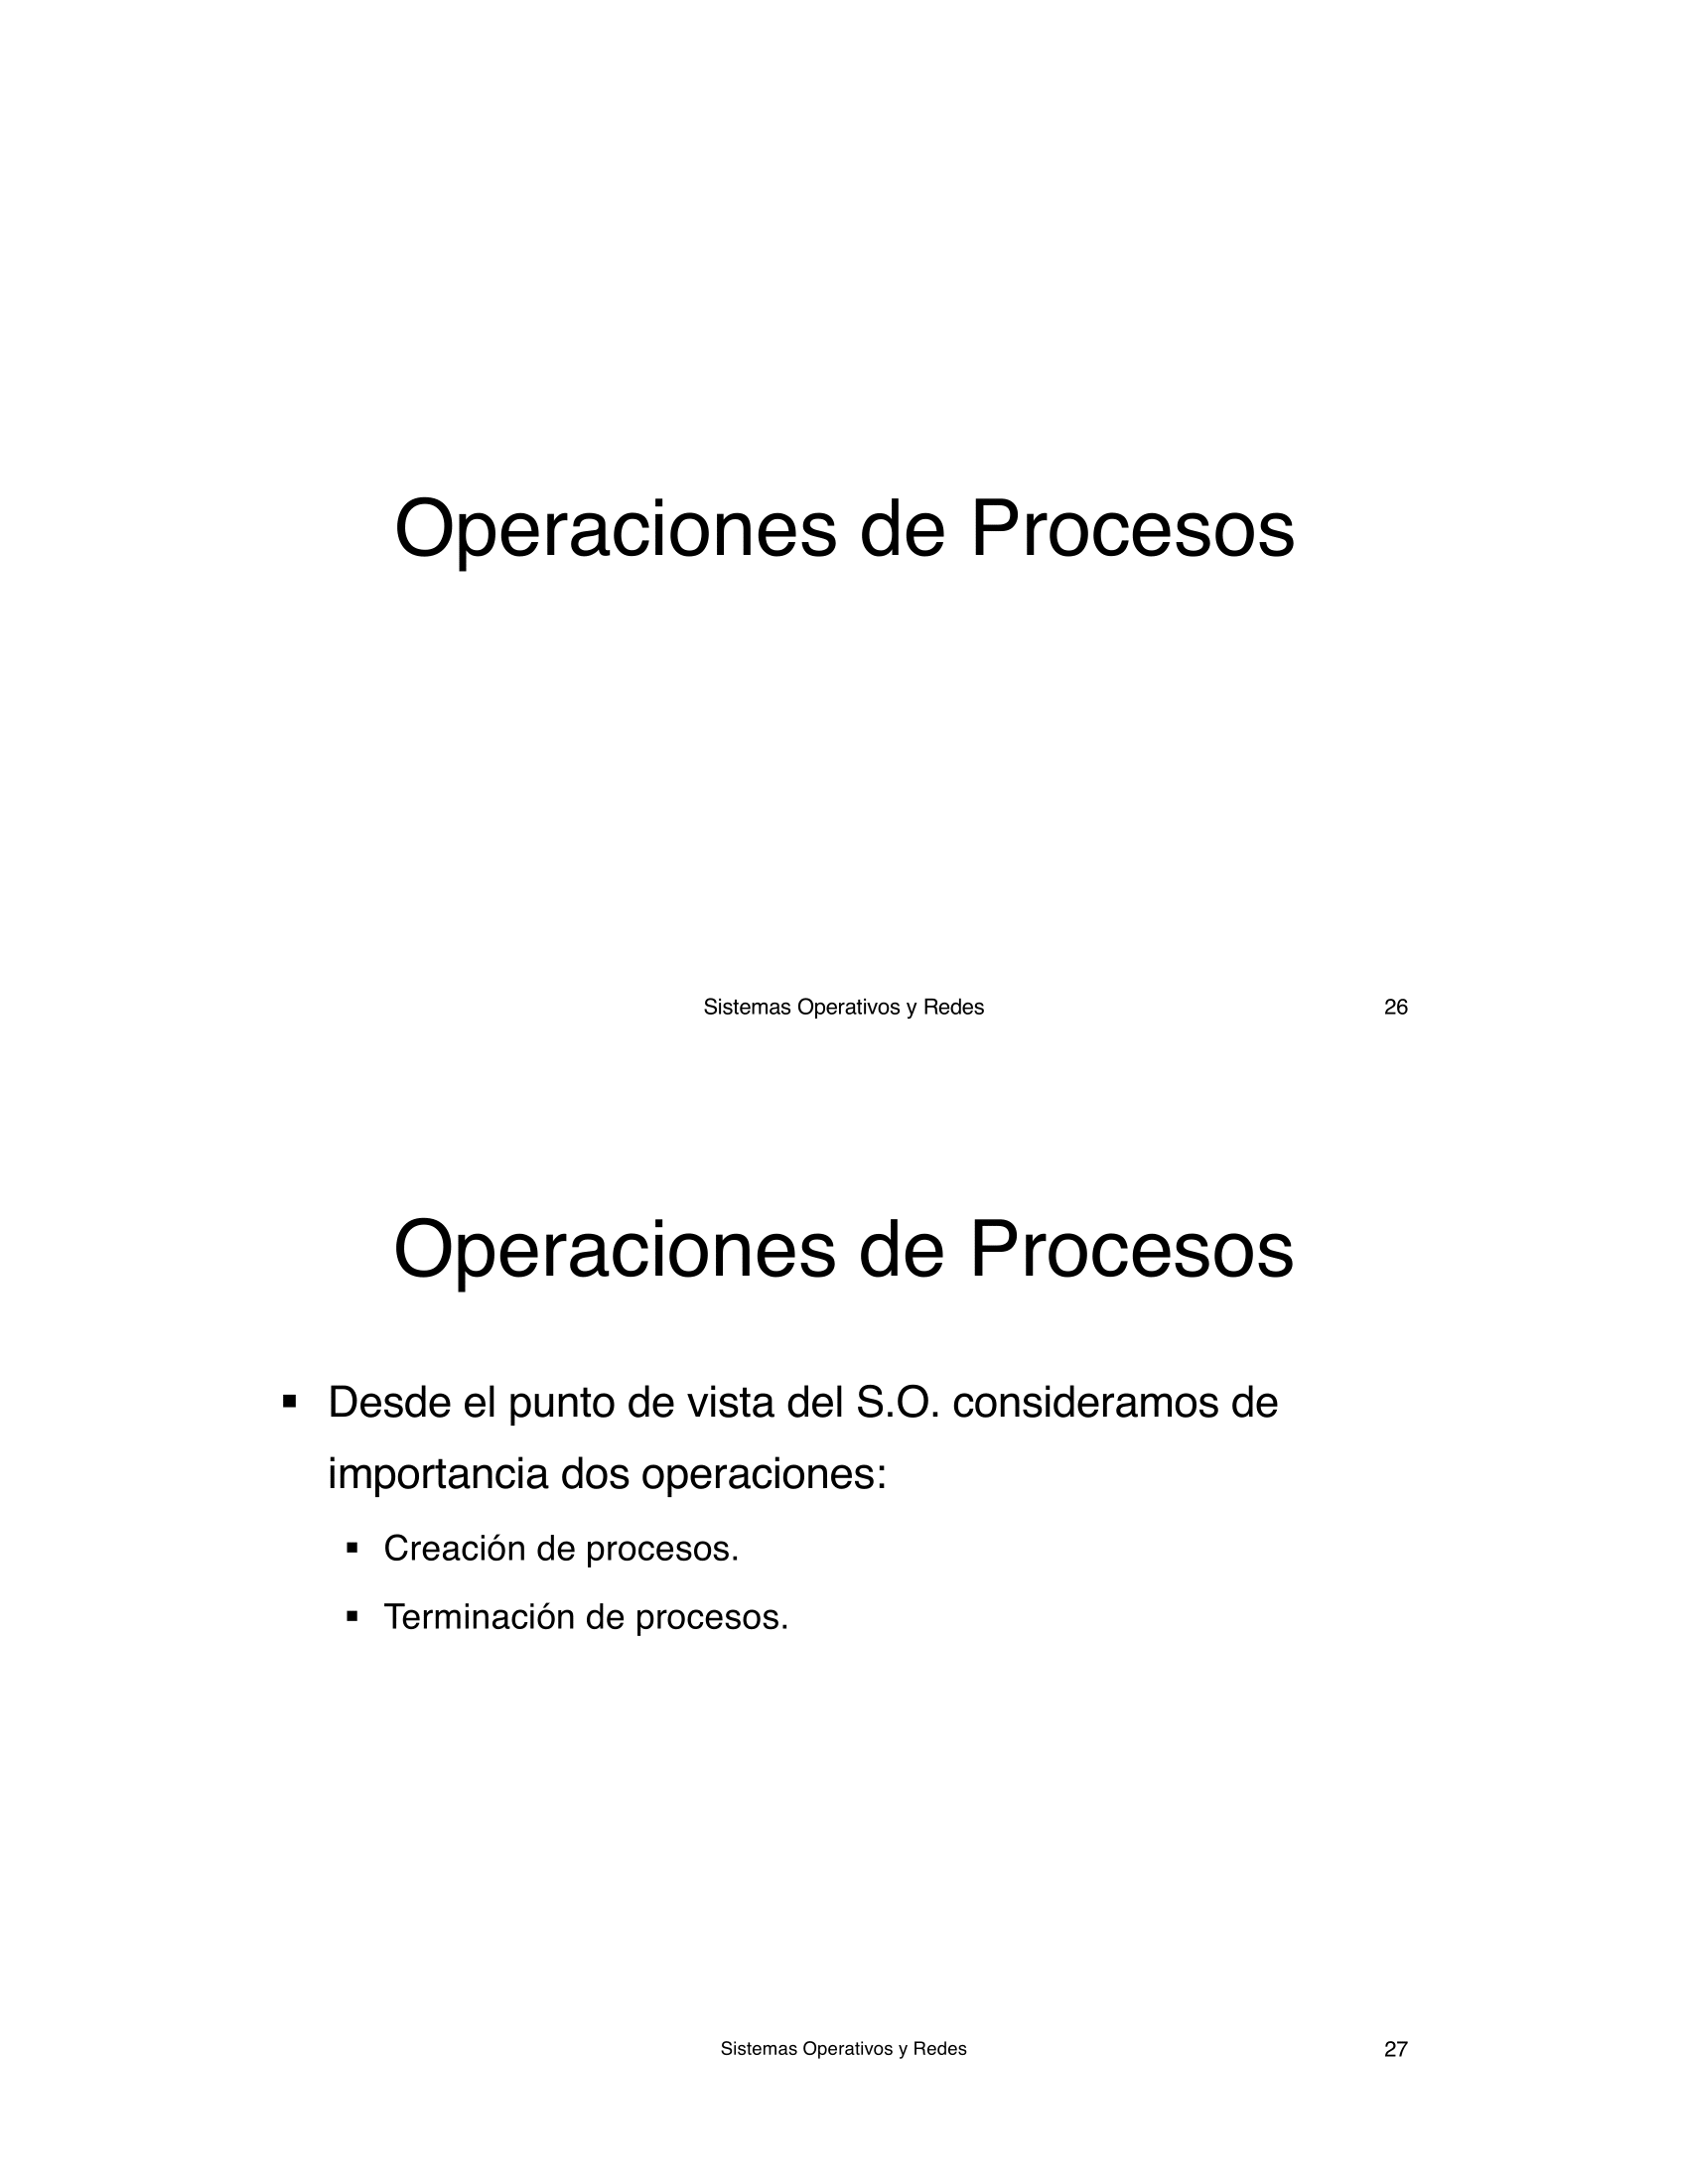 Operaciones de Procesos
Sistemas Operativos y Redes 26
Operaciones de Procesos
▪ Desde el punto de vista del S.O. consideramos de
importancia dos operaciones:
▪ Creación de procesos.
▪ Terminación de procesos.
Sistemas Operativos y Redes 27